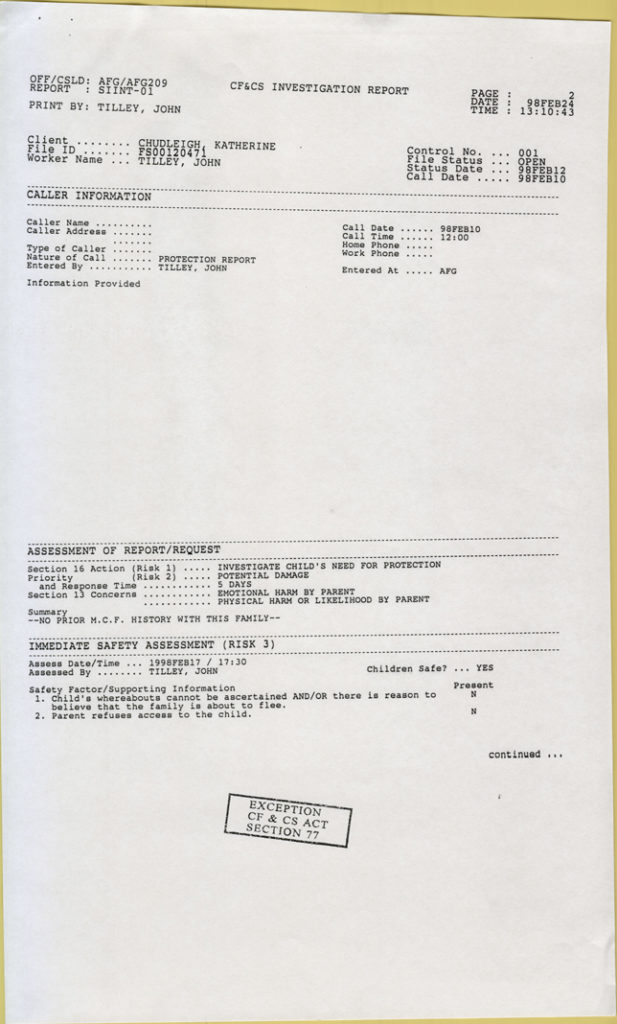 OFF/CSLD: AFG/AFG209
REPORT : SIINT-01
CF&CS INVESTIGATION REPORT
PAGE : 2
DATE : 98FEB24
TIME : 13:10:43
PRINT BY: TILLEY, JOHN
Client ........ CHUDLEIGH, KATHERINE
File ID ....... FS00120471
Worker Name ... TILLEY, JOHN
Control No. ... 001
File Status ... OPEN
Status Date ... 98FEB12
Call Date ..... 98FEB10
CALLER INFORMATION
Caller Name ..........
Caller Address .......
.......
Type of Caller .......
Nature of Call ....... PROTECTION REPORT
Entered By ........... TILLEY, JOHN
Call Date ...... 98FEB10
Call Time ...... 12:00
Home Phone .....
Work Phone .....
Entered At ..... AFG
Information Provided
ASSESSMENT OF REPORT/REQUEST
Section 16 Action (Risk 1) ..... INVESTIGATE CHILD'S NEED FOR PROTECTION
Priority (Risk 2) ..... POTENTIAL DAMAGE
and Response Time ............ 5 DAYS
Section 13 Concerns ............ EMOTIONAL HARM BY PARENT
............ PHYSICAL HARM OR LIKELIHOOD BY PARENT
Summary
--NO PRIOR M.C.F. HISTORY WITH THIS FAMILY--
IMMEDIATE SAFETY ASSESSMENT (RISK 3)
Assess Date/Time ... 1998FEB17 / 17:30
Assessed By ........ TILLEY, JOHN
Children Safe? ... YES
Safety Factor/Supporting Information Present
1. Child's whereabouts cannot be ascertained AND/OR there is reason to N
believe that the family is about to flee.
2. Parent refuses access to the child. N
continued ...
EXCEPTION
CF & CS ACT
SECTION 77